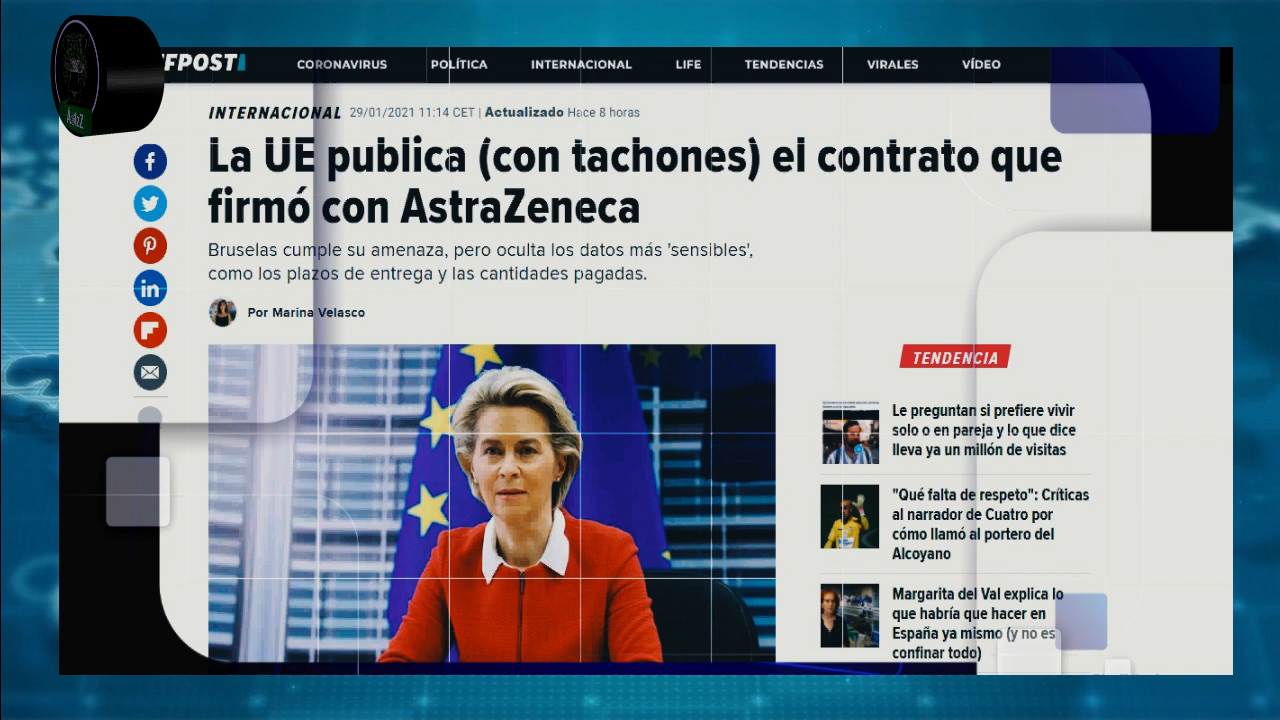 FPOST
CORONAVIRUS POLÍTICA INTERNACIONAL LIFE TENDENCIAS VIRALES VÍDEO
INTERNACIONAL 29/01/2021 11:14 CET | Actualizado Hace 8 horas
La UE publica (con tachones) el contrato que
firmó con AstraZeneca
Bruselas cumple su amenaza, pero oculta los datos más 'sensibles',
como los plazos de entrega y las cantidades pagadas.
Por Marina Velasco
TENDENCIA
Le preguntan si prefiere vivir
solo o en pareja y lo que dice
lleva ya un millón de visitas
"Qué falta de respeto": Críticas
al narrador de Cuatro por
cómo llamó al portero del
Alcoyano
Margarita del Val explica lo
que habría que hacer en
España ya mismo (y no es
confinar todo)